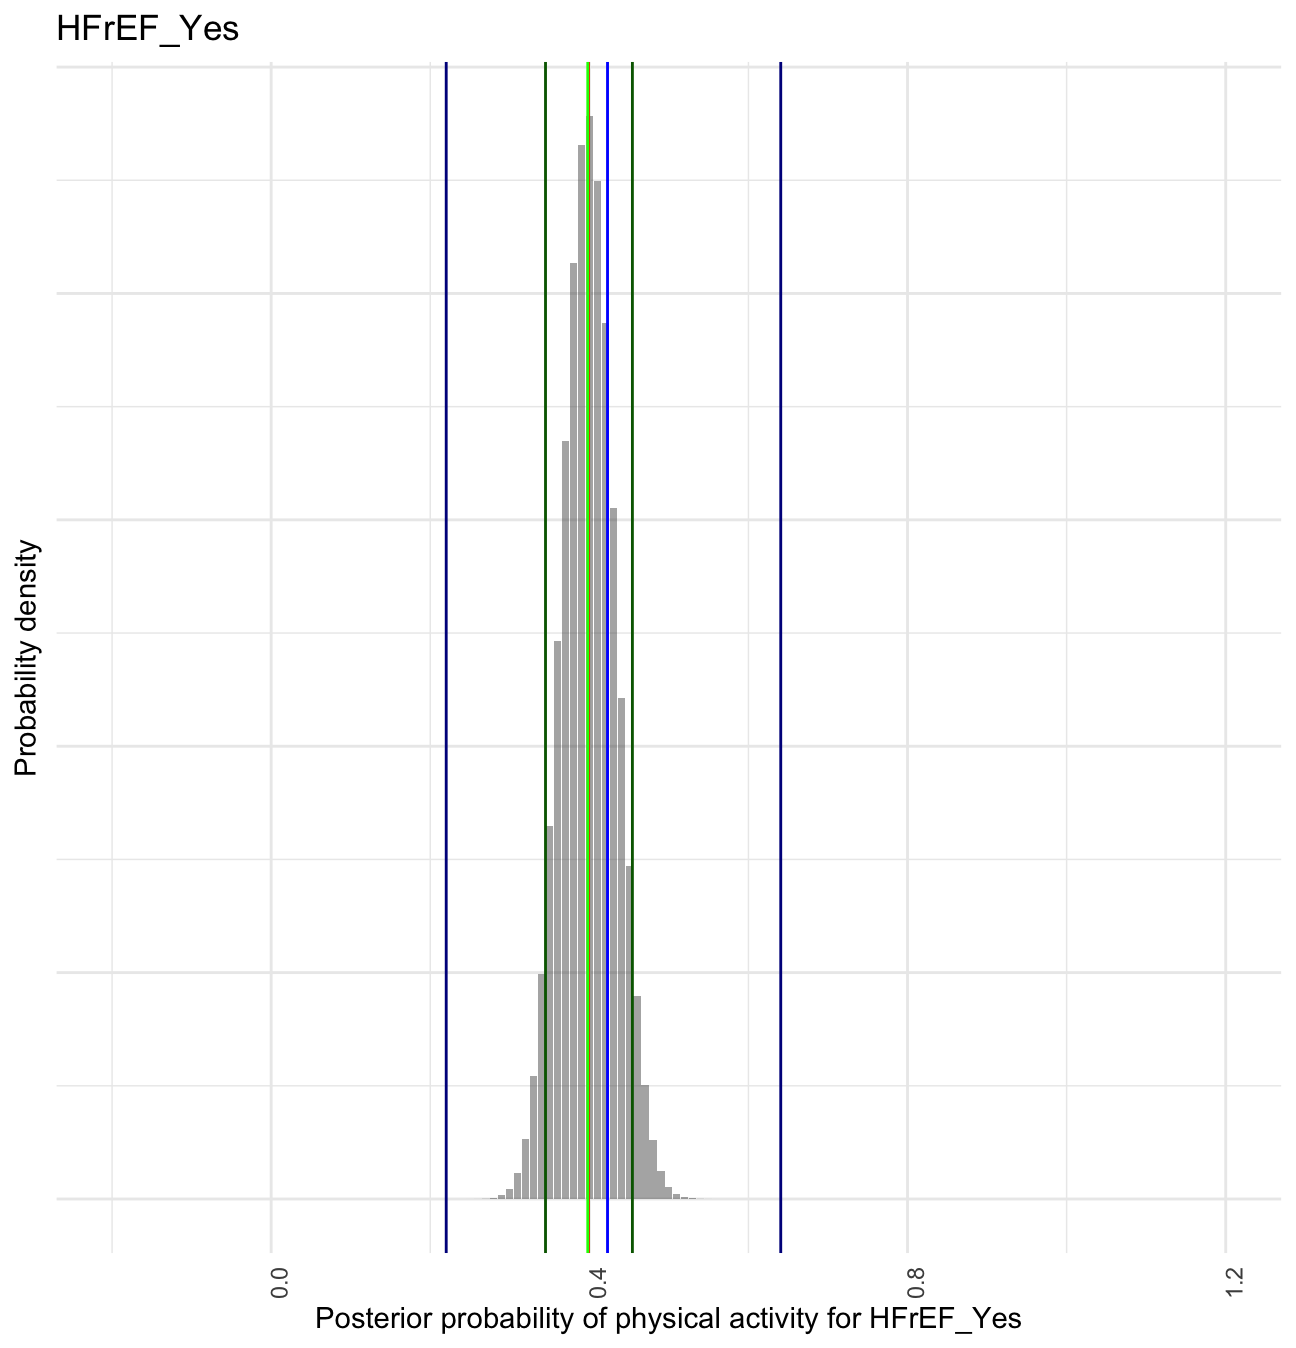 HFrEF_Yes
Probability density
0.0
0.4
0.8
1.2
Posterior probability of physical activity for HFrEF_Yes